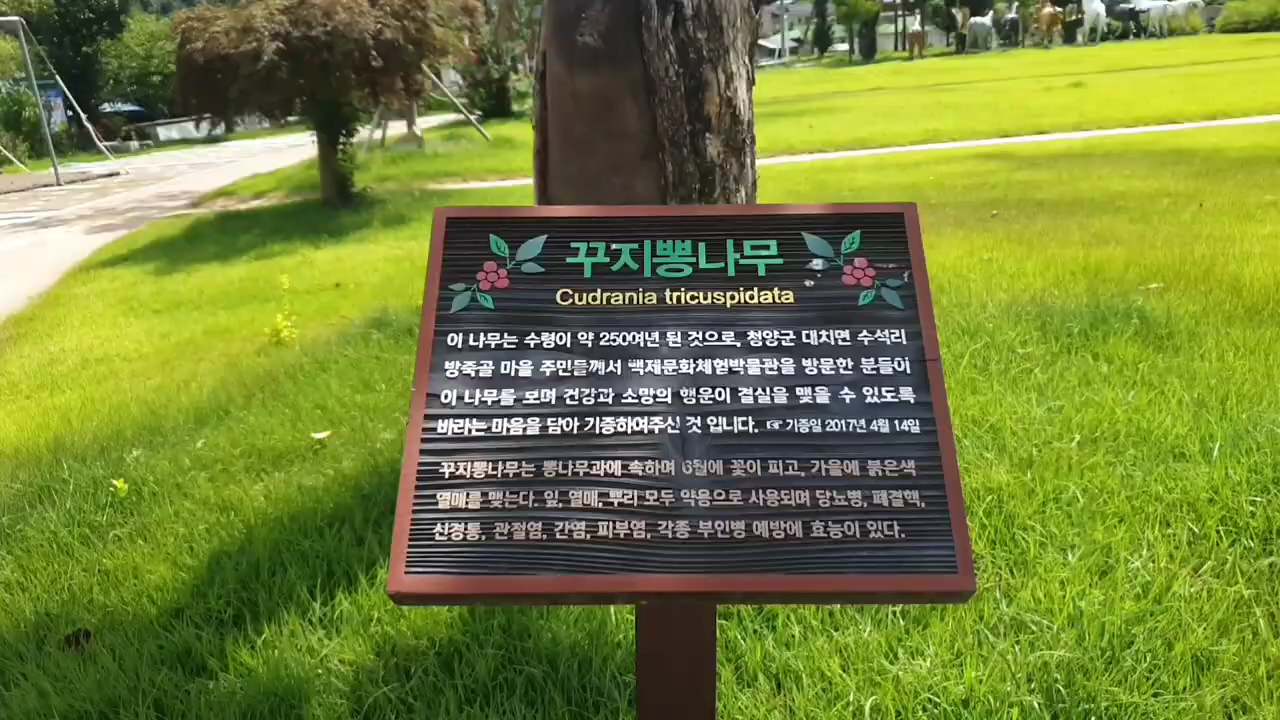 꾸지뽕나무
Cudrania tricuspidata
이 나무는 수령이 약 250여년 된 것으로, 청양군 대치면 수석리
방죽골 마을 주민들께서 백제문화체험박물관을 방문한 분들이
이 나무를 보며 건강과 소망의 행운이 결실을 맺을 수 있도록
바라는 마음을 담아 기증하여주신 것 입니다. ☞ 기증일 2017년 4월 14일
꾸지뽕나무는 뽕나무과에 속하며 6월에 꽃이 피고, 가을에 붉은색
열매를 맺는다. 잎, 열매, 뿌리 모두 약용으로 사용되며 당뇨병, 폐결핵,
신경통, 관절염, 간염, 피부염, 각종 부인병 예방에 효능이 있다.